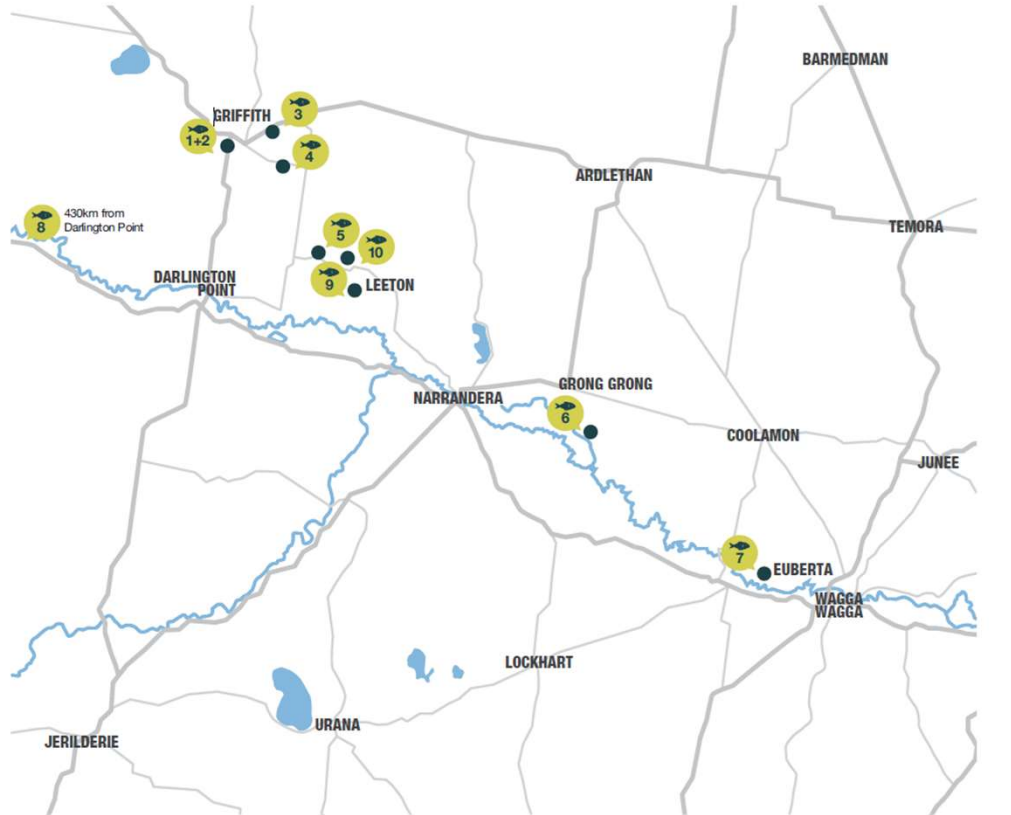 BARMEDMAN
GRIFFITH
3
1+2
4
ARDLETHAN
8
430km from
Darlington Point
TEMORA
5
10
DARLINGTON
POINT
9
LEETON
GRONG GRONG
NARRANDERA
6
COOLAMON
JUNEE
7
EUBERTA
WAGGA
WAGGA
LOCKHART
URANA
JERILDERIE